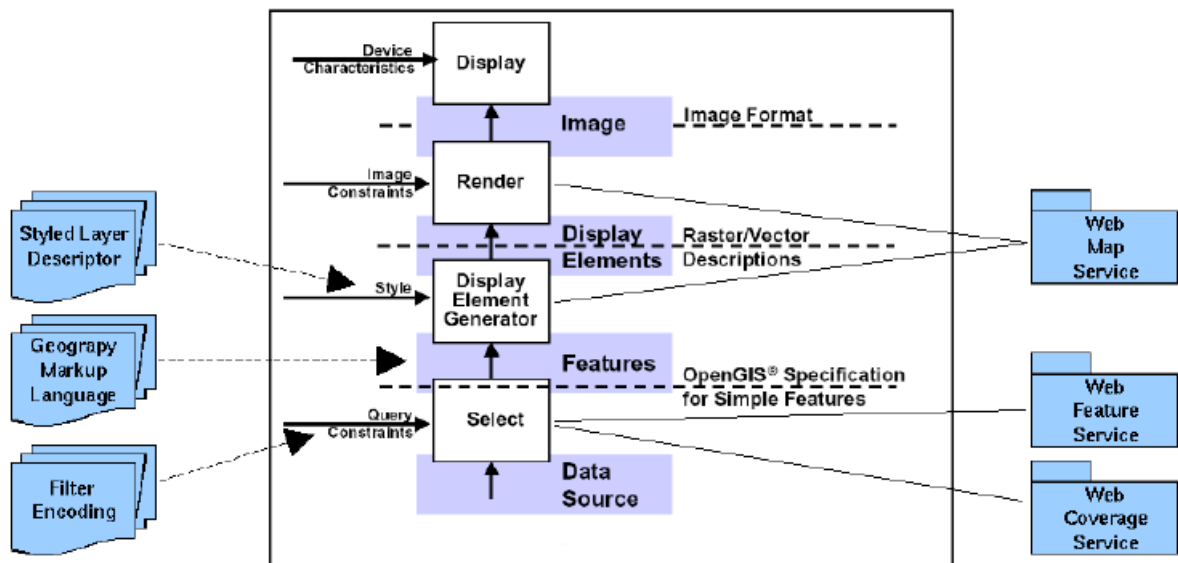 Device
Characteristics
Display
Image
Image Format
Image
Constraints
Render
Display
Elements
Raster/Vector
Descriptions
Style
Display
Element
Generator
Features
OpenGIS® Specification
for Simple Features
Query
Constraints
Select
Data
Source
Styled Layer
Descriptor
Geograpy
Markup
Language
Filter
Encoding
Web
Map
Service
Web
Feature
Service
Web
Coverage
Service